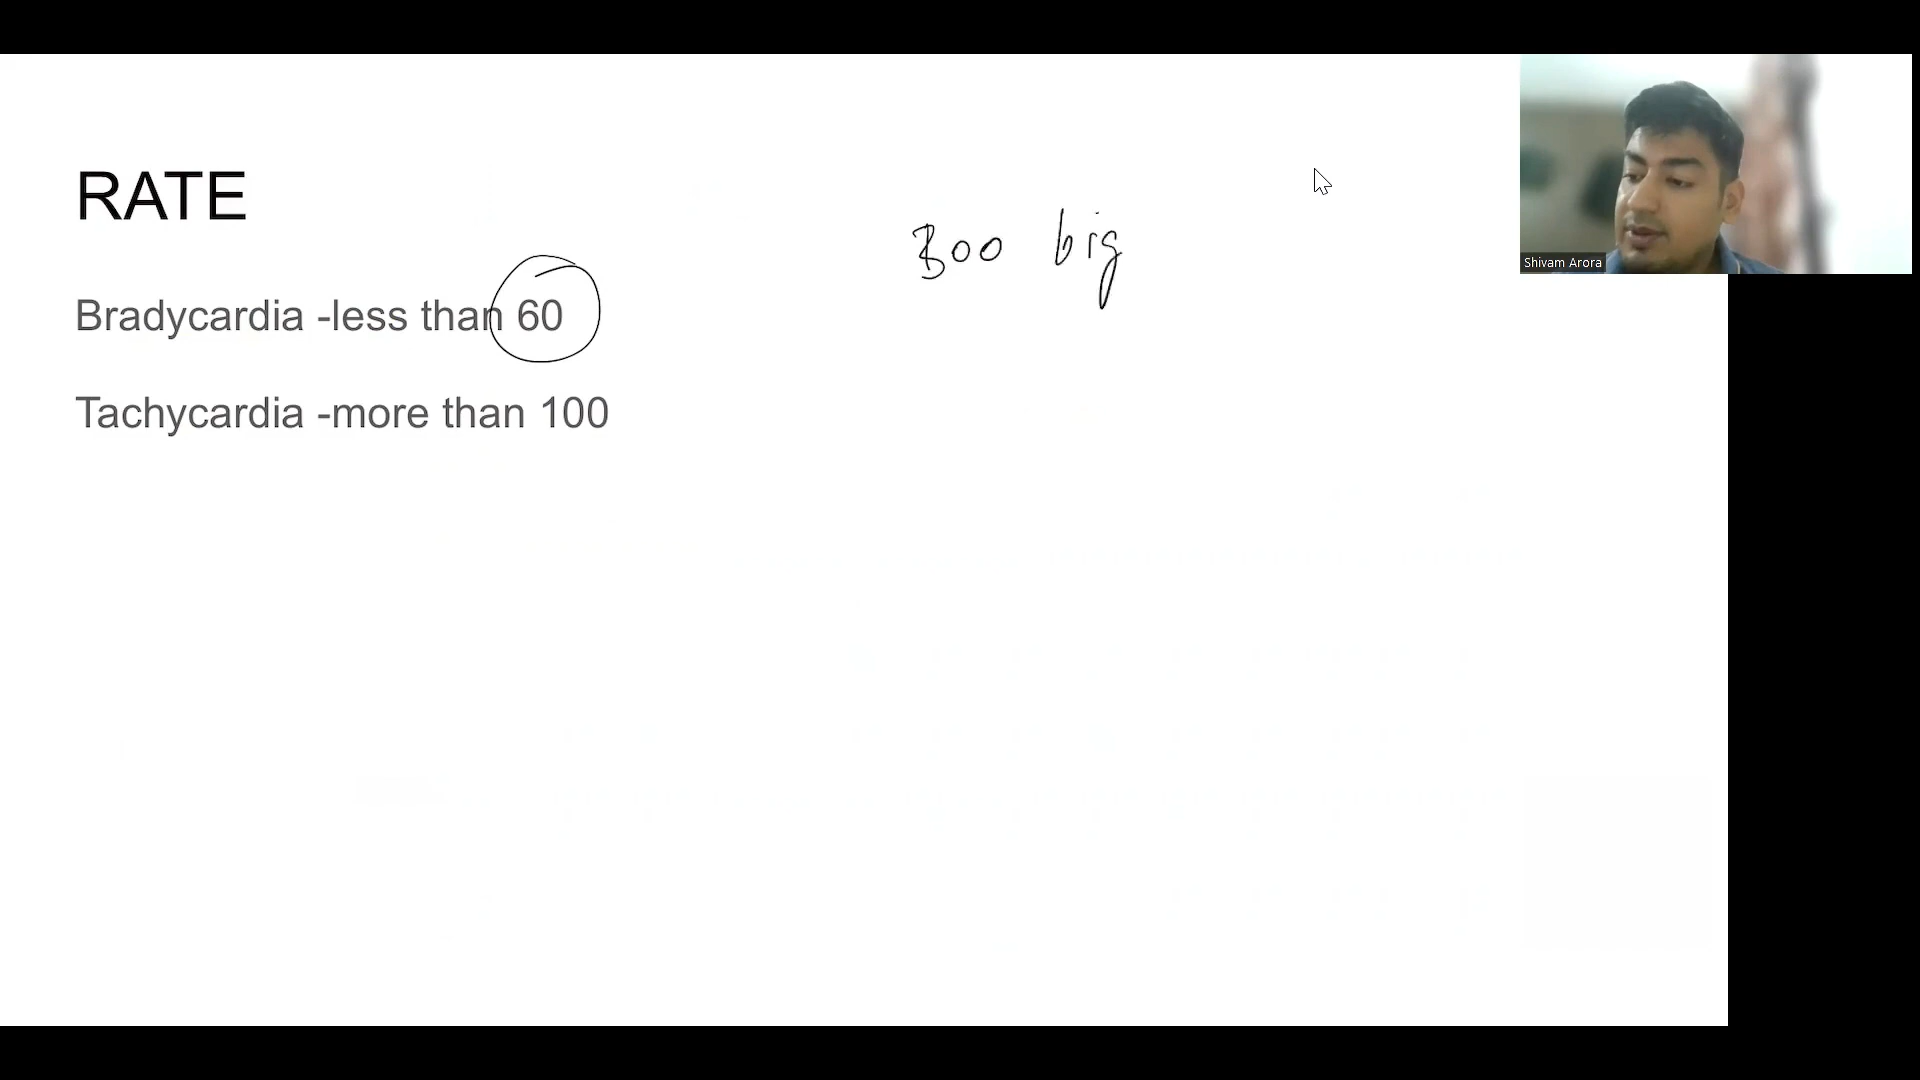 RATE
300 big
Bradycardia -less than 60
Tachycardia -more than 100
Shivam Arora